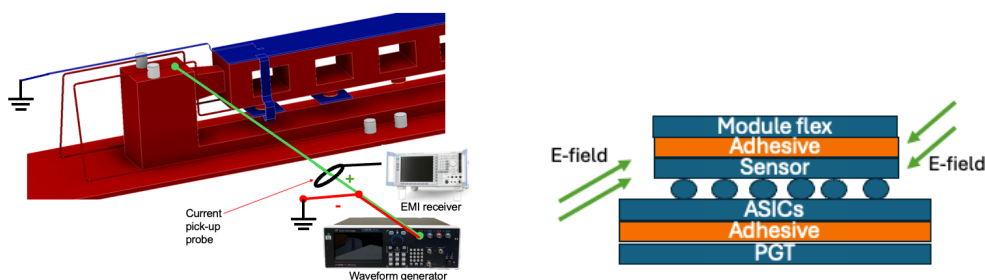 +
-
Current
pick-up
probe
EMI receiver
Waveform generator
Module flex
Adhesive
Sensor
E-field
E-field
ASICs
Adhesive
PGT